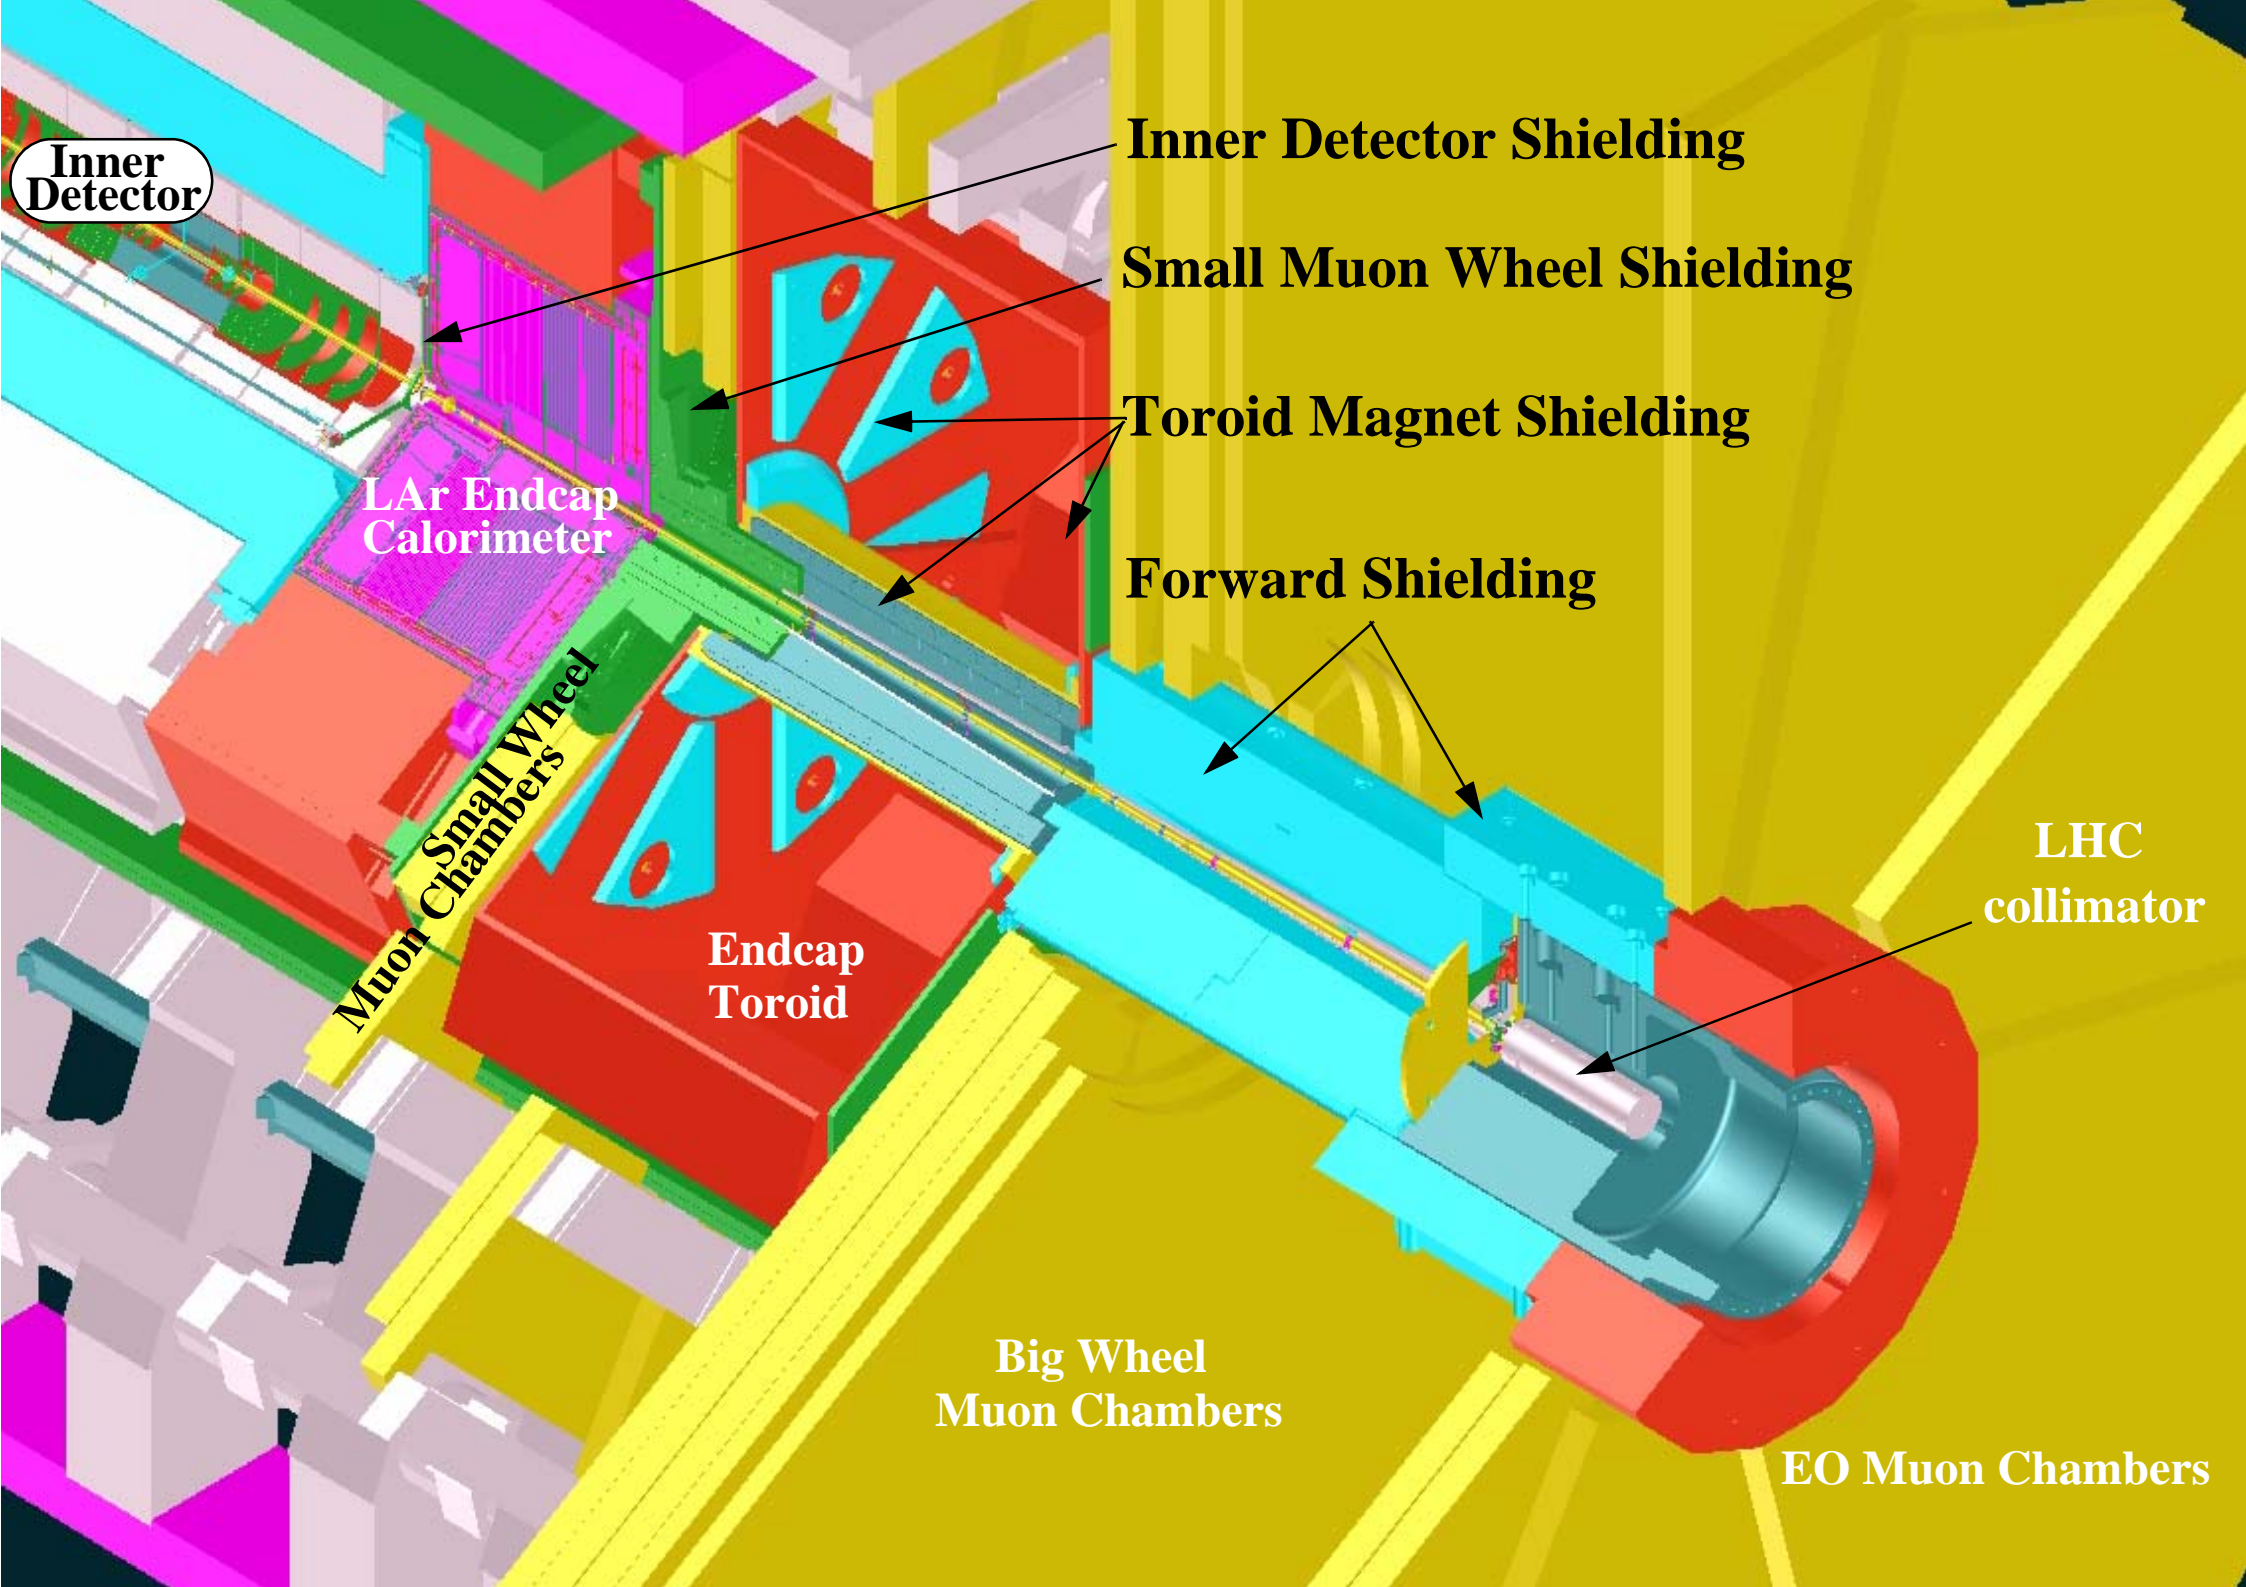 Inner
Detector
Inner Detector Shielding
Small Muon Wheel Shielding
Toroid Magnet Shielding
LAr Endcap
Calorimeter
Forward Shielding
Small Wheel
Muon Chambers
LHC
collimator
Endcap
Toroid
Big Wheel
Muon Chambers
EO Muon Chambers